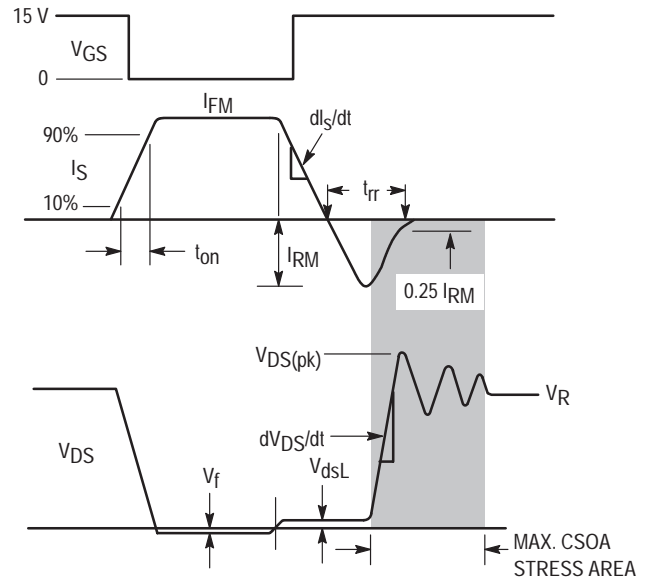 15 V
VGS
0
IFM
90%
dlS/dt
IS
trr
10%
ton
IRM
0.25 IRM
VDS(pk)
VR
dVDS/dt
VDS
Vf
VdsL
MAX. CSOA
STRESS AREA